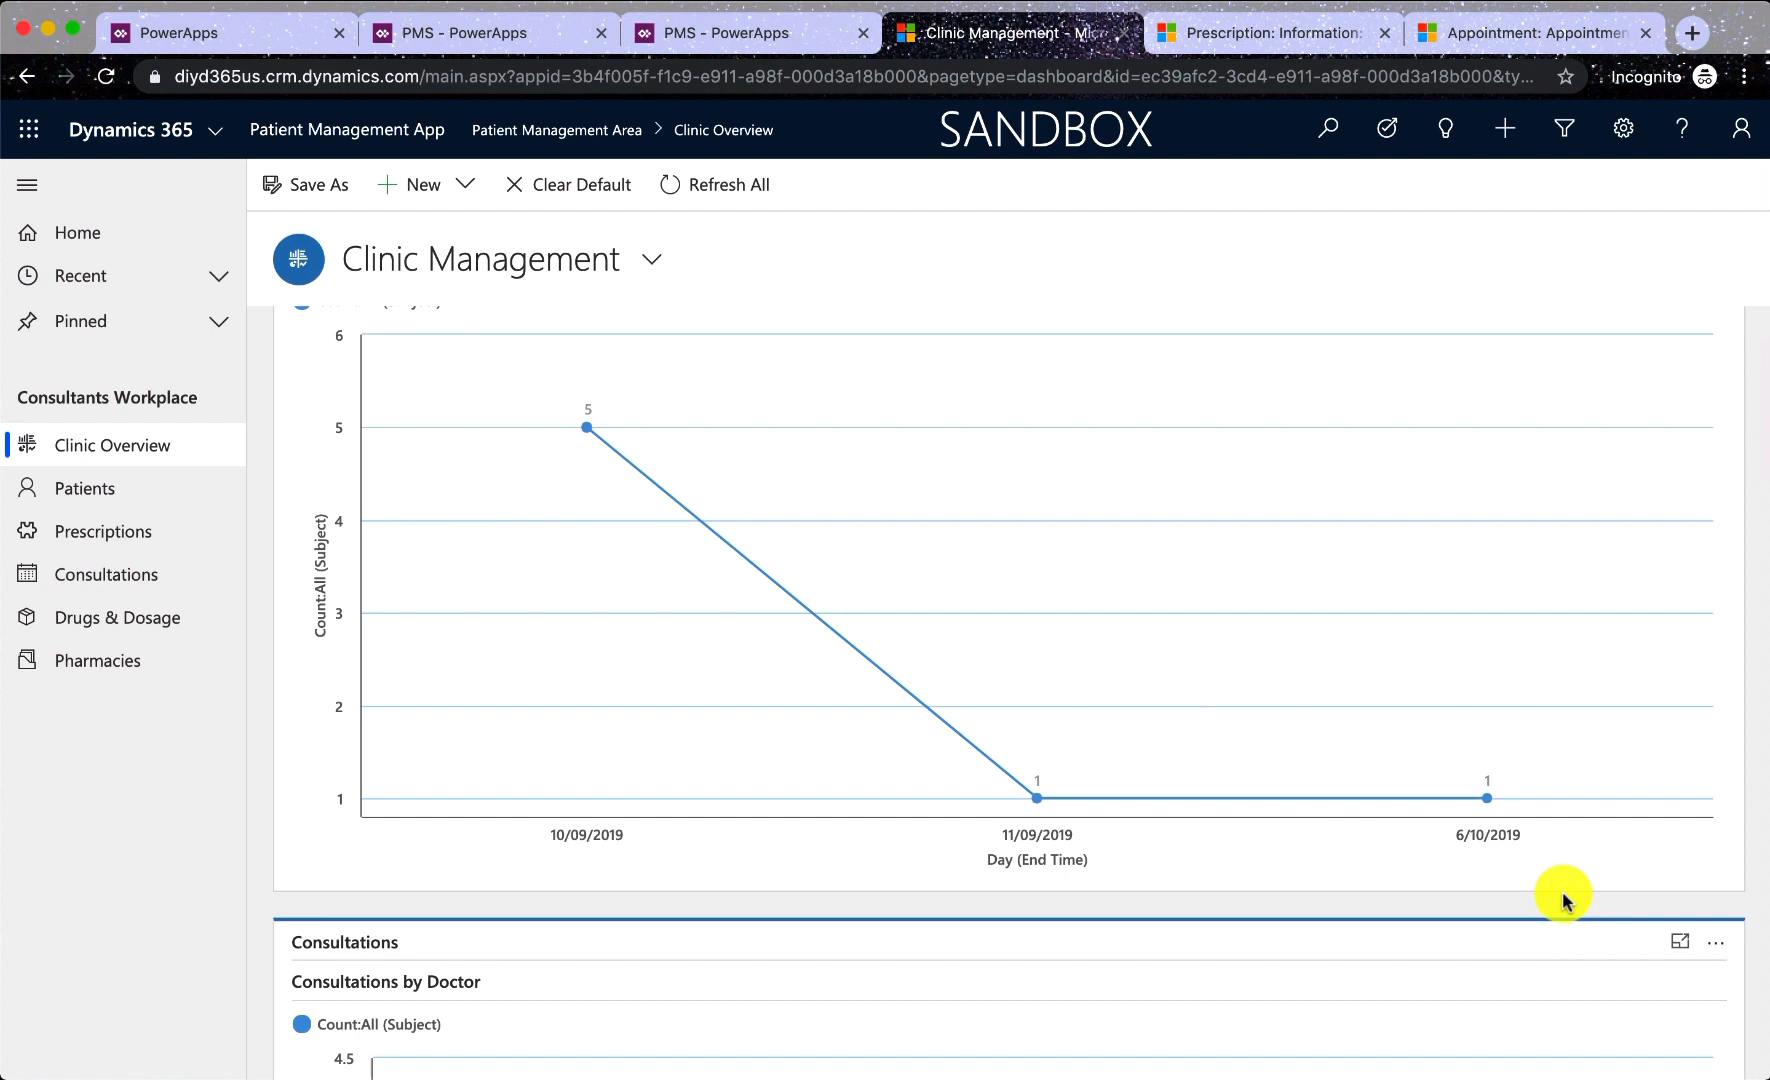 PowerApps
PMS - PowerApps
PMS - PowerApps
Clinic Management - Mic
Prescription: Information:
Appointment: Appointmen
diyd365us.crm.dynamics.com/main.aspx?appid=3b4f005f-f1c9-e911-a98f-000d3a18b000&pagetype=dashboard&id=ec39afc2-3cd4-e911-a98f-000d3a18b000&ty...
Incognito
Dynamics 365
Patient Management App
Patient Management Area
Clinic Overview
SANDBOX
Save As
New
Clear Default
Refresh All
Home
Recent
Pinned
Consultants Workplace
Clinic Overview
Patients
Prescriptions
Consultations
Drugs & Dosage
Pharmacies
Clinic Management
6
5
4
3
2
1
Count:All (Subject)
5
1
1
10/09/2019
11/09/2019
6/10/2019
Day (End Time)
Consultations
Consultations by Doctor
Count:All (Subject)
4.5